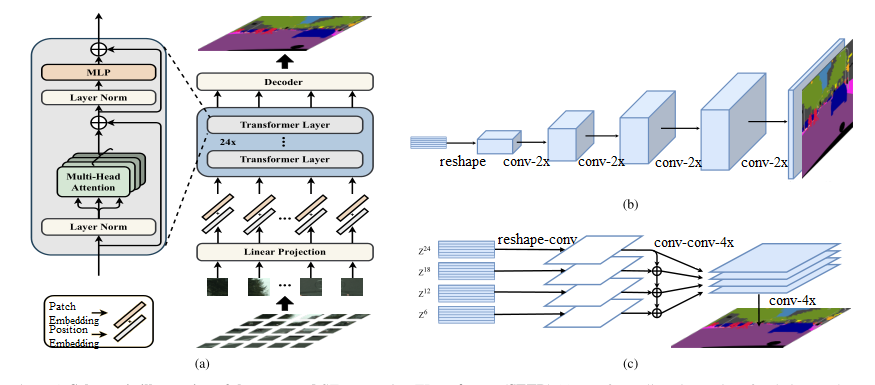 MLP
Layer Norm
Multi-Head
Attention
Layer Norm
Patch
Embedding
Position
Embedding
Decoder
Transformer Layer
24x
Transformer Layer
Linear Projection
(a)
reshape
conv-2x
conv-2x
conv-2x
conv-2x
(b)
Z24
Z18
Z12
Z6
reshape-conv
conv-conv-4x
conv-4x
(c)